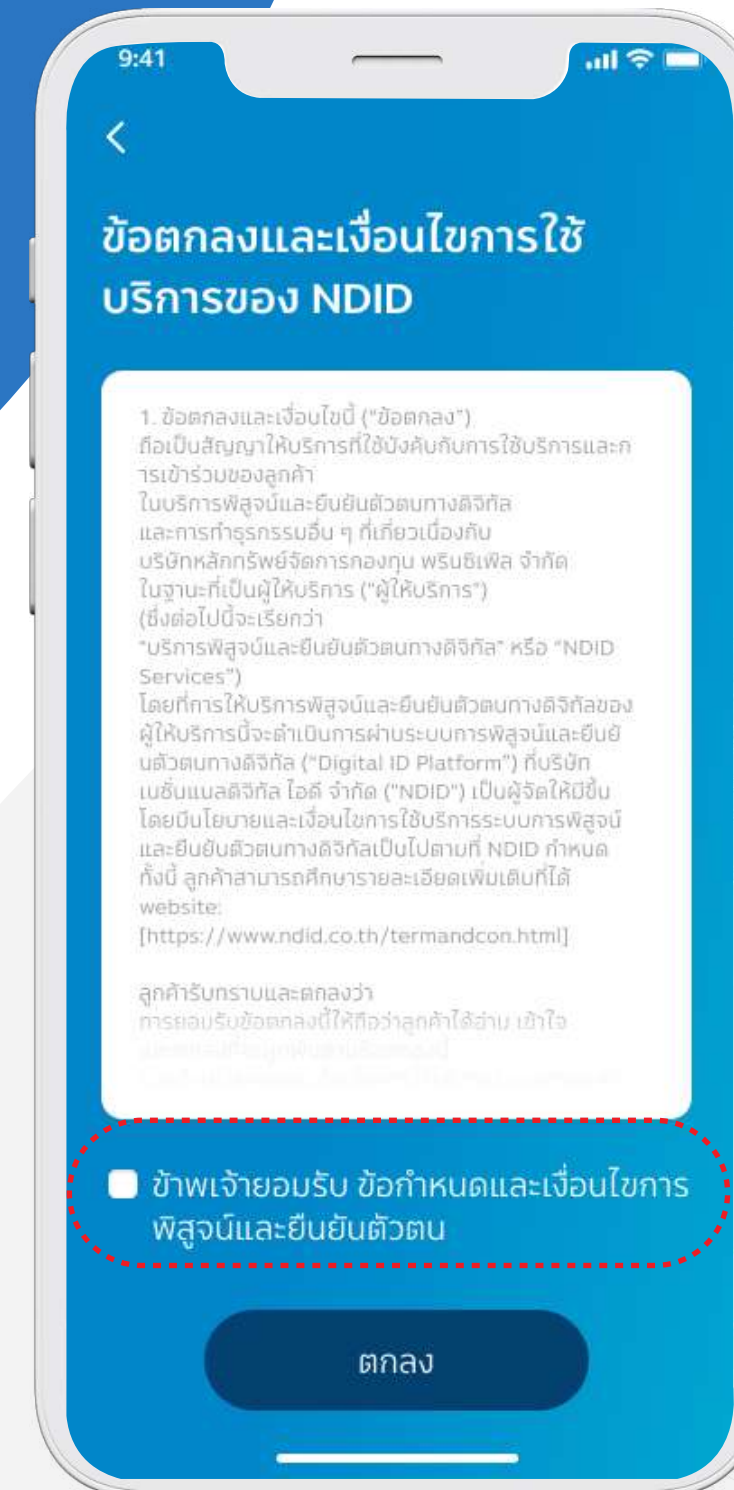 9:41
ข้อตกลงและเงื่อนไขการใช้
บริการของ NDID
1. ข้อตกลงและเงื่อนไขนี้ ("ข้อตกลง")
ถือเป็นสัญญาให้บริการที่ใช้บังคับกับการใช้บริการและก
ารเข้าร่วมของลูกค้า
ในบริการพิสูจน์และยืนยันตัวตนทางดิจิทัล
และการทำธุรกรรมอื่น ๆ ที่เกี่ยวเนื่องกับ
บริษัทหลักทรัพย์จัดการกองทุน พรินซิเพิล จำกัด
ในฐานะที่เป็นผู้ให้บริการ ("ผู้ให้บริการ")
(ซึ่งต่อไปนี้จะเรียกว่า
"บริการพิสูจน์และยืนยันตัวตนทางดิจิทัล" หรือ "NDID
Services")
โดยที่การให้บริการพิสูจน์และยืนยันตัวตนทางดิจิทัลของ
ผู้ให้บริการนี้จะดำเนินการผ่านระบบการพิสูจน์และยืนยั
นตัวตนทางดิจิทัล ("Digital ID Platform") ที่บริษัท
เนชั่นแนลดิจิทัล ไอดี จำกัด ("NDID") เป็นผู้จัดให้มีขึ้น
โดยมีนโยบายและเงื่อนไขการใช้บริการระบบการพิสูจน์
และยืนยันตัวตนทางดิจิทัลเป็นไปตามที่ NDID กำหนด
ทั้งนี้ ลูกค้าสามารถศึกษารายละเอียดเพิ่มเติมที่ได้
website:
[https://www.ndid.co.th/termandcon.html]
ลูกค้ารับทราบและตกลงว่า
การยอมรับข้อตกลงนี้ให้ถือว่าลูกค้าได้อ่าน เข้าใจ
ข้าพเจ้ายอมรับ ข้อกำหนดและเงื่อนไขการ
พิสูจน์และยืนยันตัวตน
ตกลง